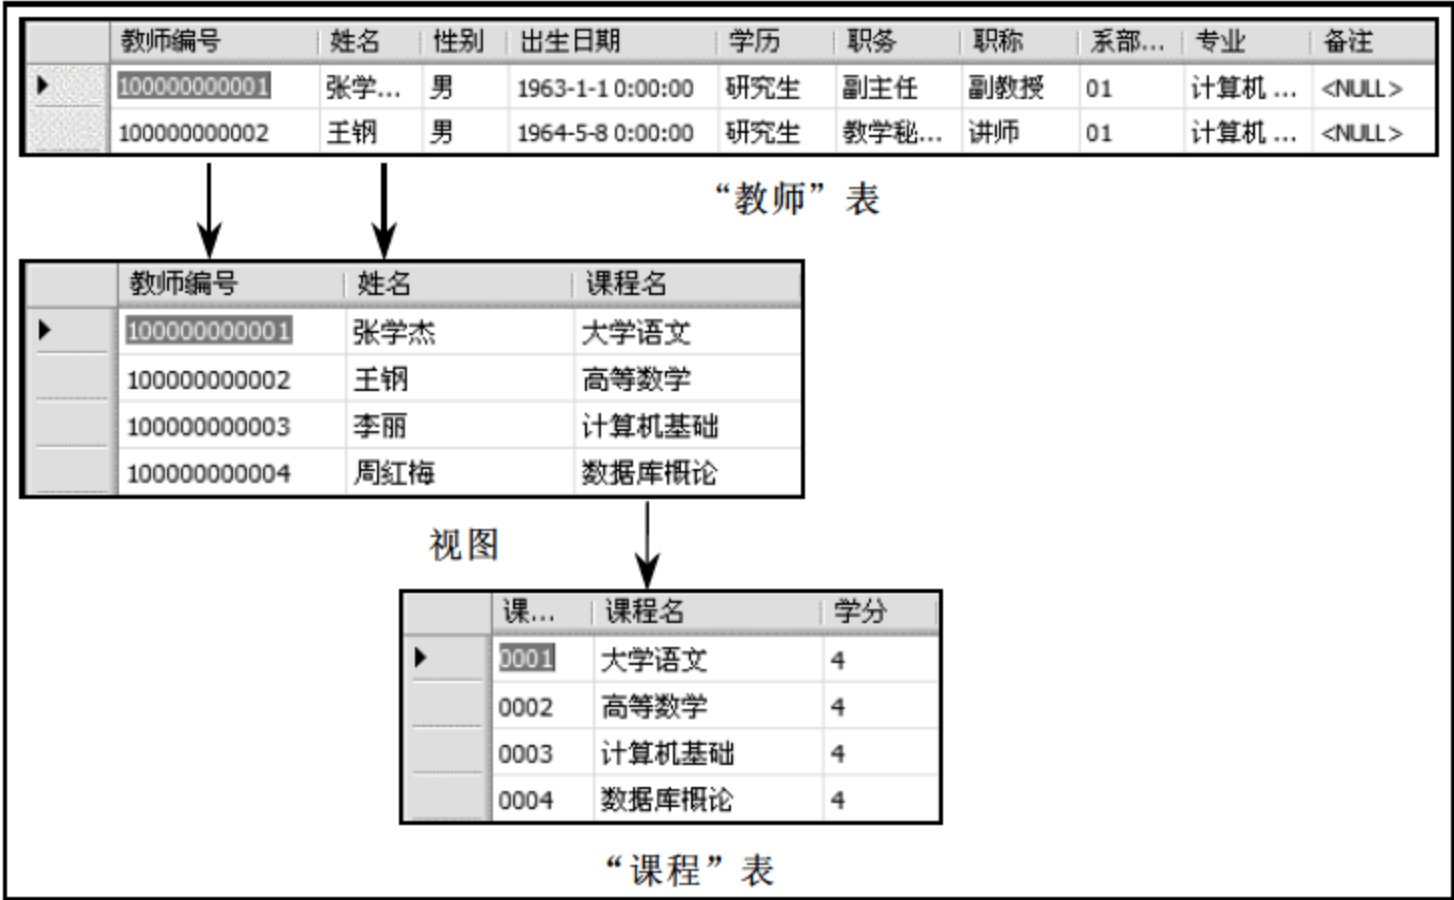 教师编号 姓名 性别 出生日期 学历 职务 职称 系部... 专业 备注
100000000001 张学... 男 1963-1-1 0:00:00 研究生 副主任 副教授 01 计算机 ... <NULL>
100000000002 王钢 男 1964-5-8 0:00:00 研究生 教学秘... 讲师 01 计算机 ... <NULL>
“教师”表
教师编号 姓名 课程名
100000000001 张学杰 大学语文
100000000002 王钢 高等数学
100000000003 李丽 计算机基础
100000000004 周红梅 数据库概论
视图
课... 课程名 学分
0001 大学语文 4
0002 高等数学 4
0003 计算机基础 4
0004 数据库概论 4
“课程”表